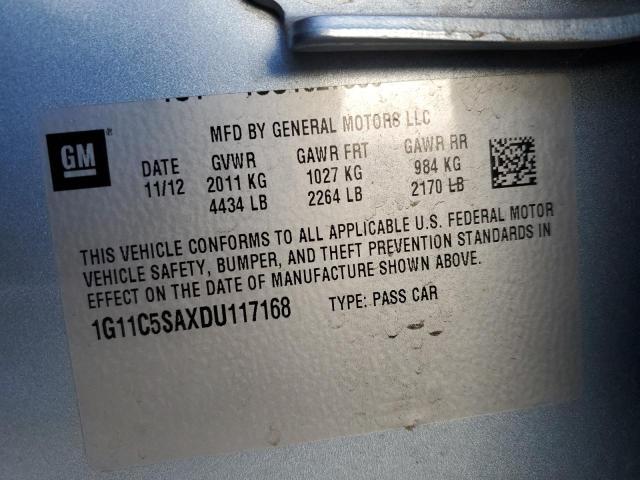 MFD BY GENERAL MOTORS LLC
GM
DATE GVWR GAWR FRT GAWR RR
11/12 2011 KG 1027 KG 984 KG
4434 LB 2264 LB 2170 LB
THIS VEHICLE CONFORMS TO ALL APPLICABLE U.S. FEDERAL MOTOR
VEHICLE SAFETY, BUMPER, AND THEFT PREVENTION STANDARDS IN
EFFECT ON THE DATE OF MANUFACTURE SHOWN ABOVE.
1G11C5SAXDU117168 TYPE: PASS CAR